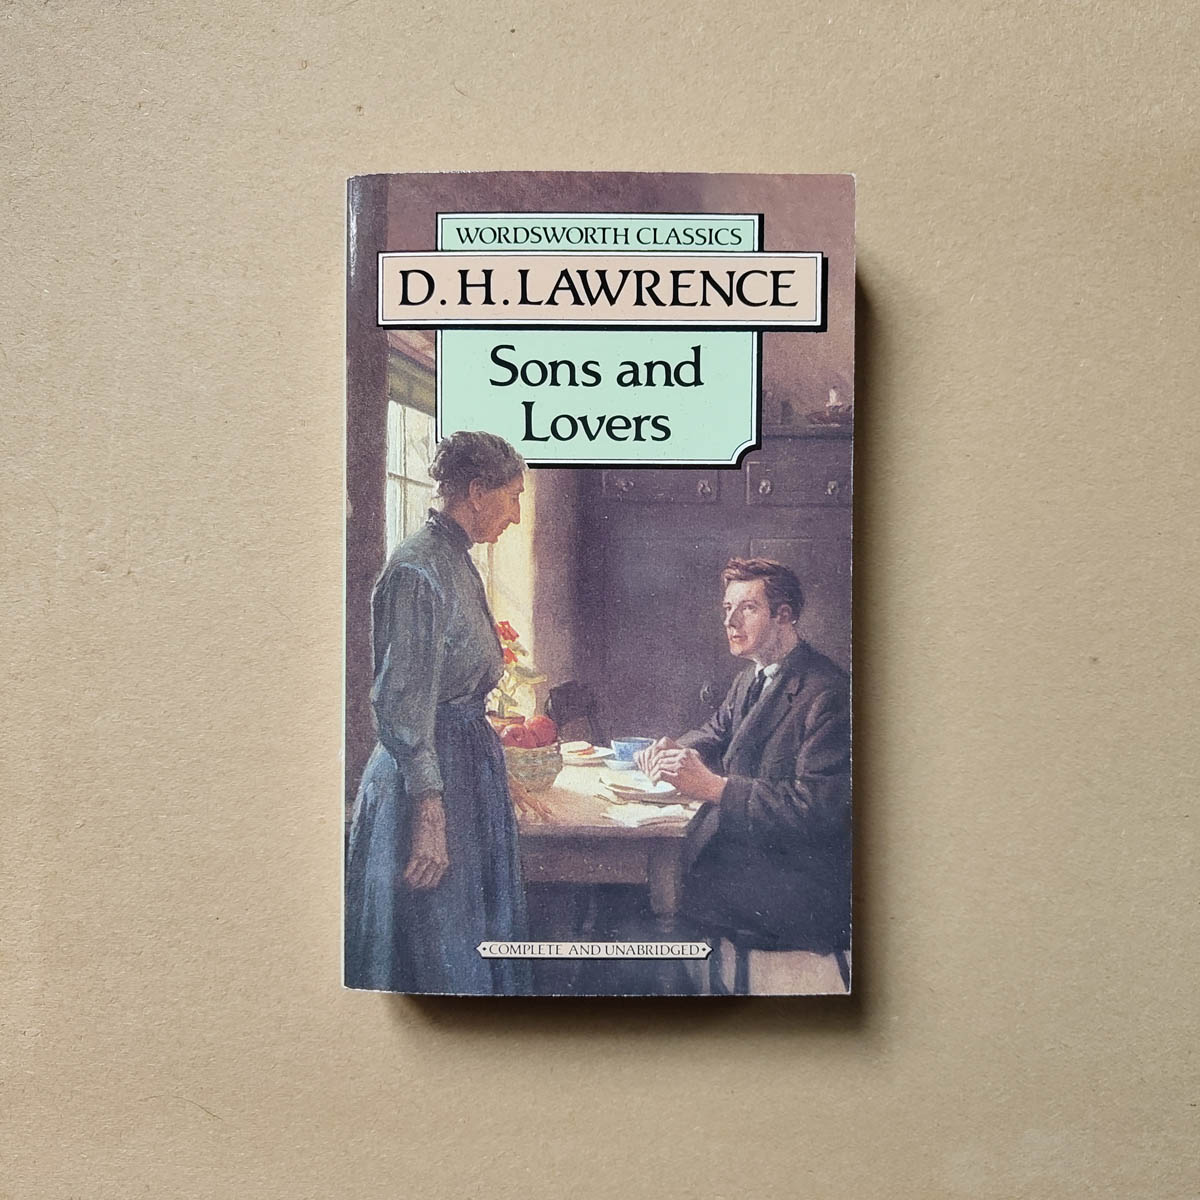 WORDSWORTH CLASSICS
D. H. LAWRENCE
Sons and
Lovers
COMPLETE AND UNABRIDGED